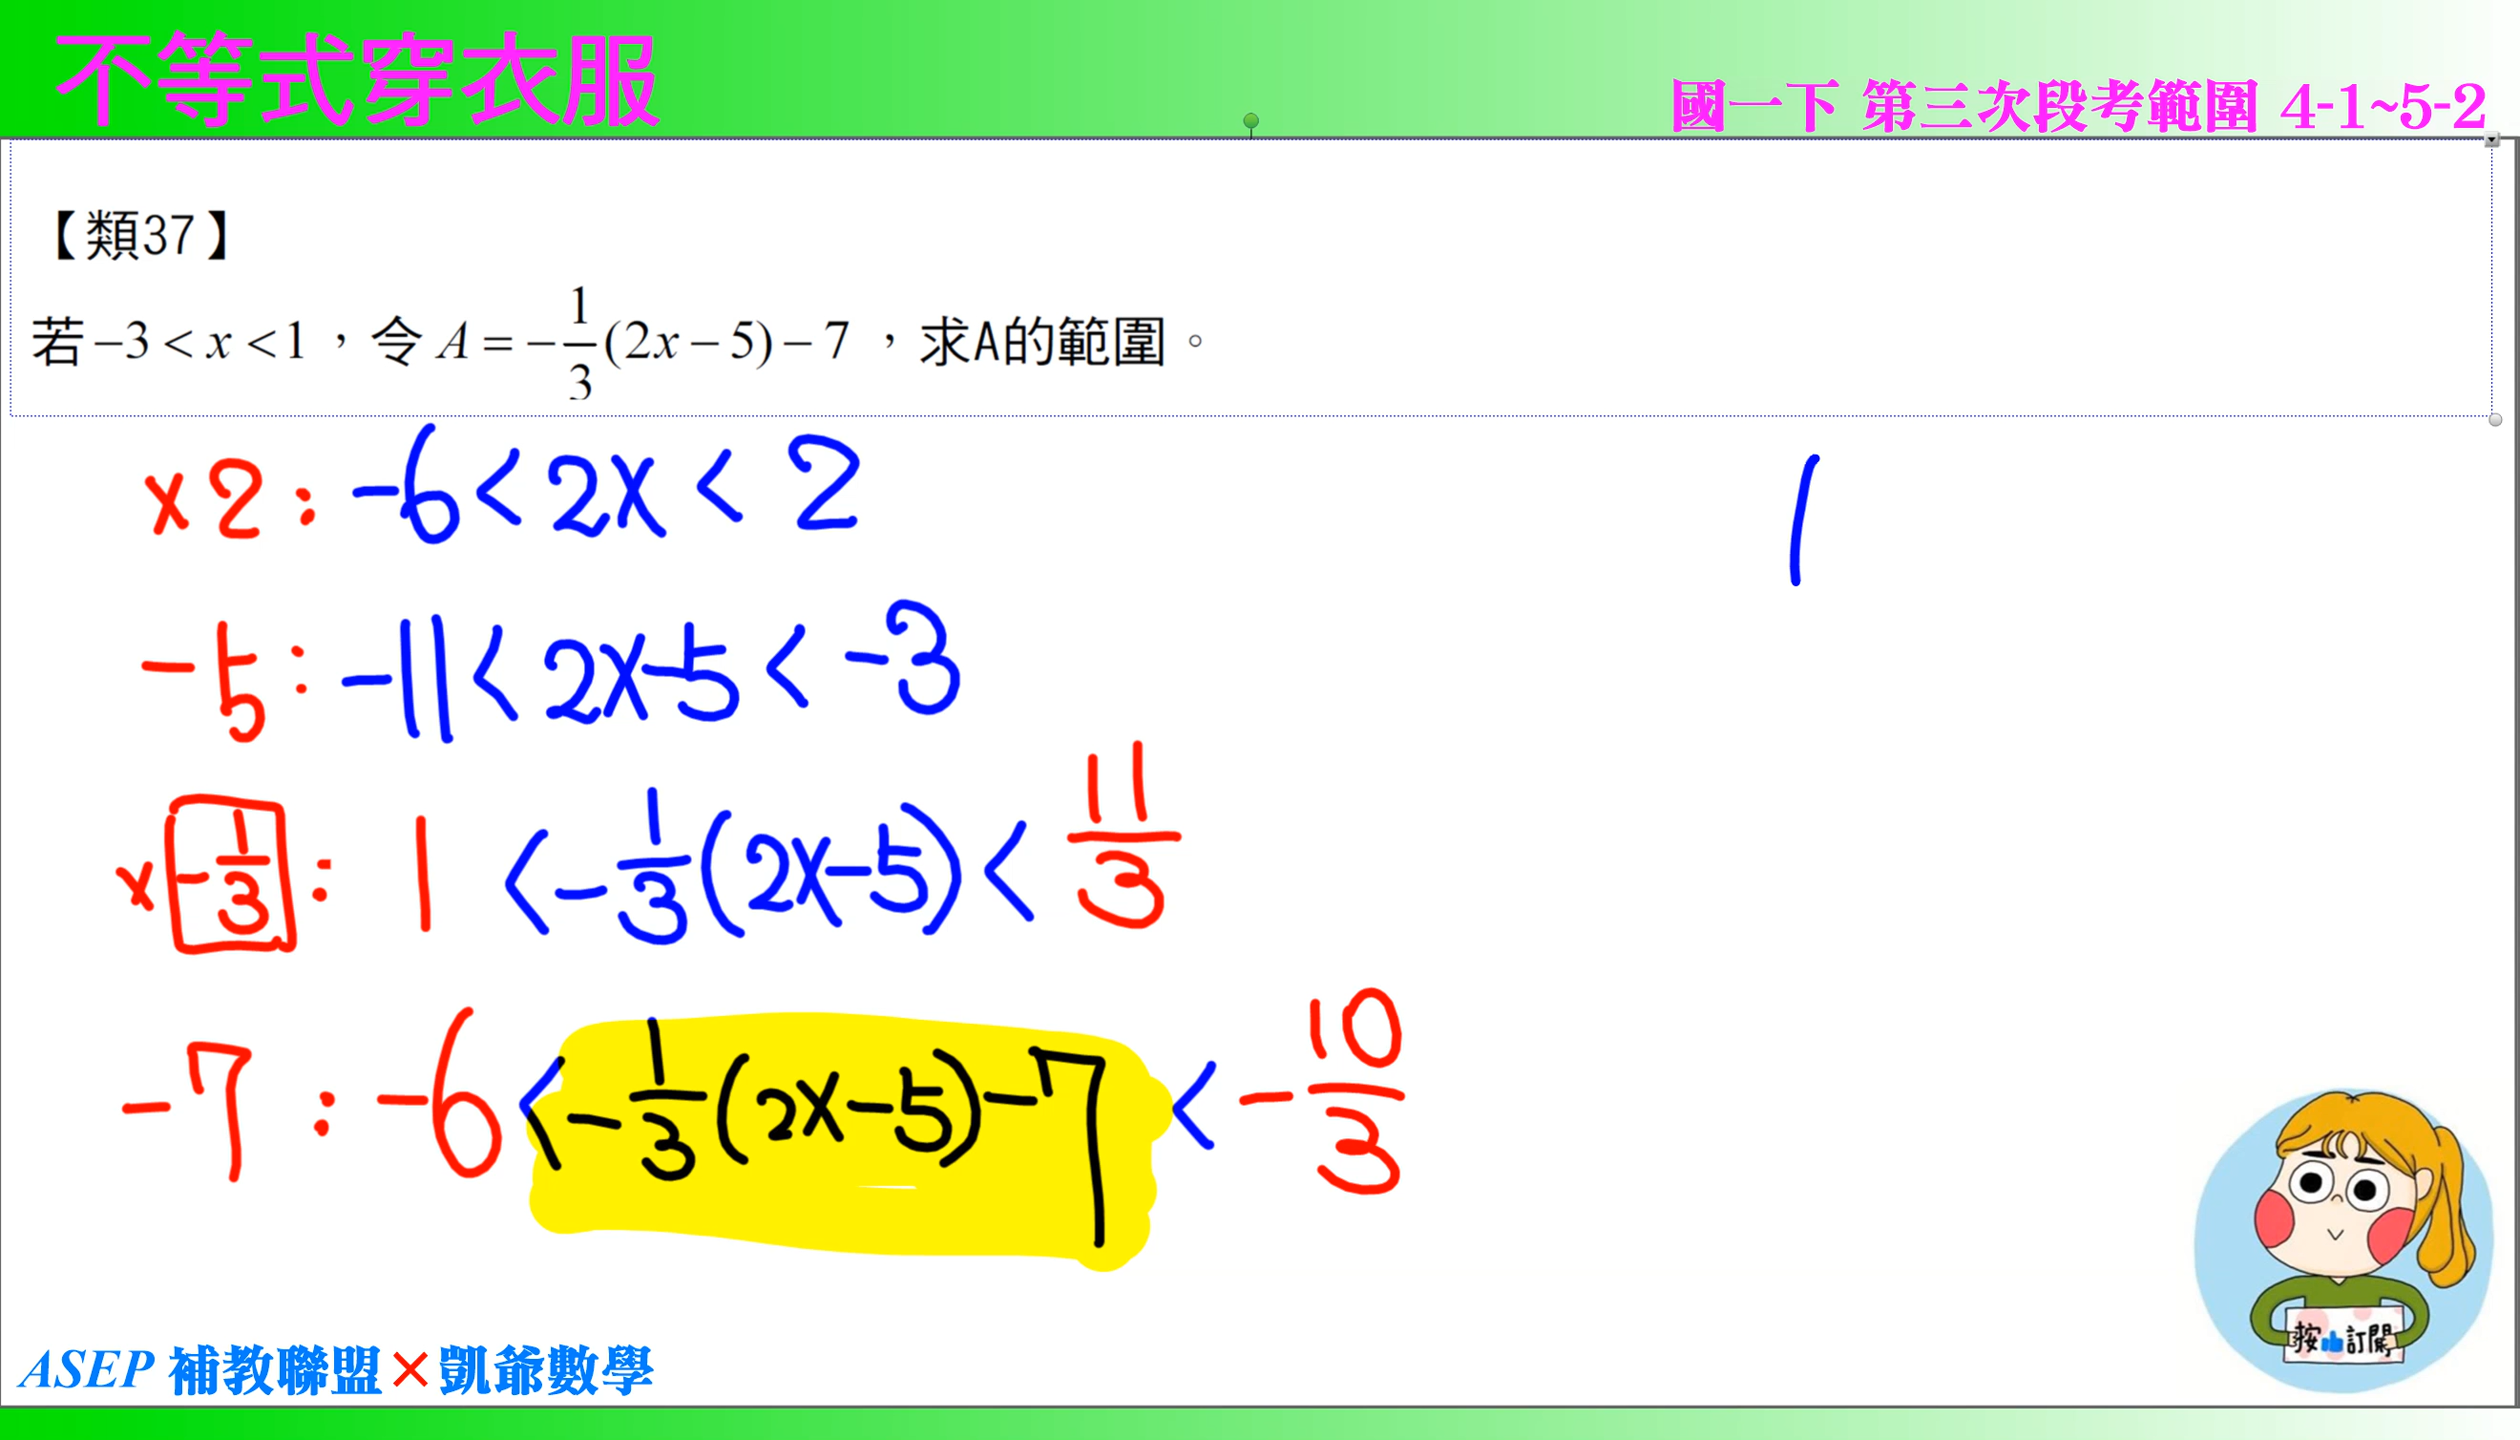 不等式穿衣服
國一下 第三次段考範圍 4-1~5-2
【類37】
若 −3 < x < 1 ，令 A = −1/3(2x − 5) − 7 ，求A的範圍。
x2 : -6 < 2x < 2
-5 : -11 < 2x-5 < -3
x -1/3 : 1 < -1/3(2x-5) < 11/3
-7 : -6 < -1/3(2x-5)-7 < -10/3
按 訂閱
ASEP 補教聯盟×凱爺數學